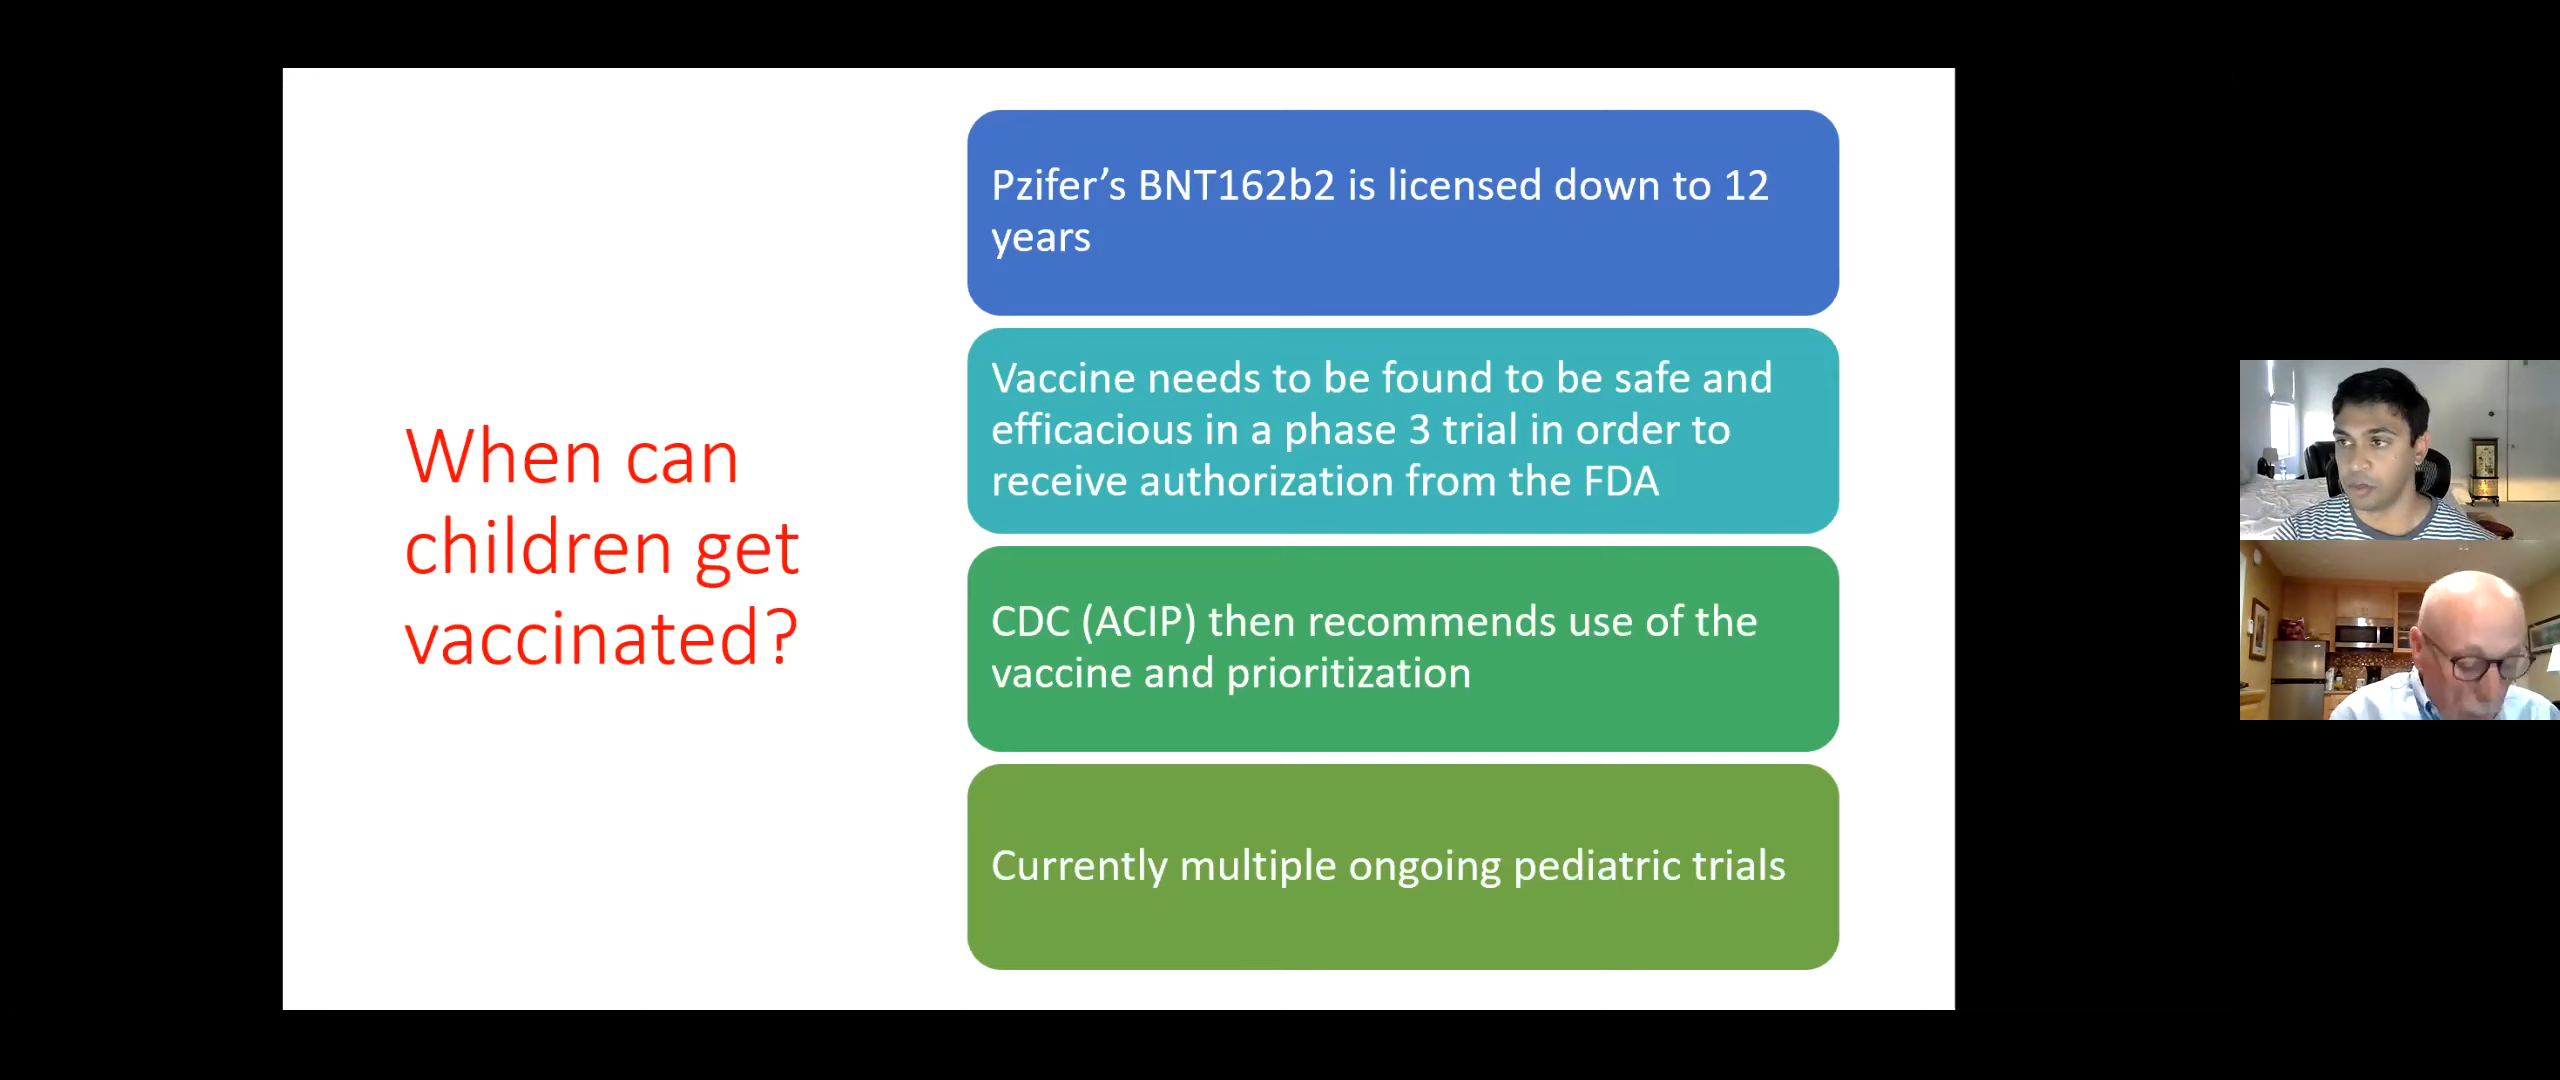 When can
children get
vaccinated?
Pzifer’s BNT162b2 is licensed down to 12
years
Vaccine needs to be found to be safe and
efficacious in a phase 3 trial in order to
receive authorization from the FDA
CDC (ACIP) then recommends use of the
vaccine and prioritization
Currently multiple ongoing pediatric trials